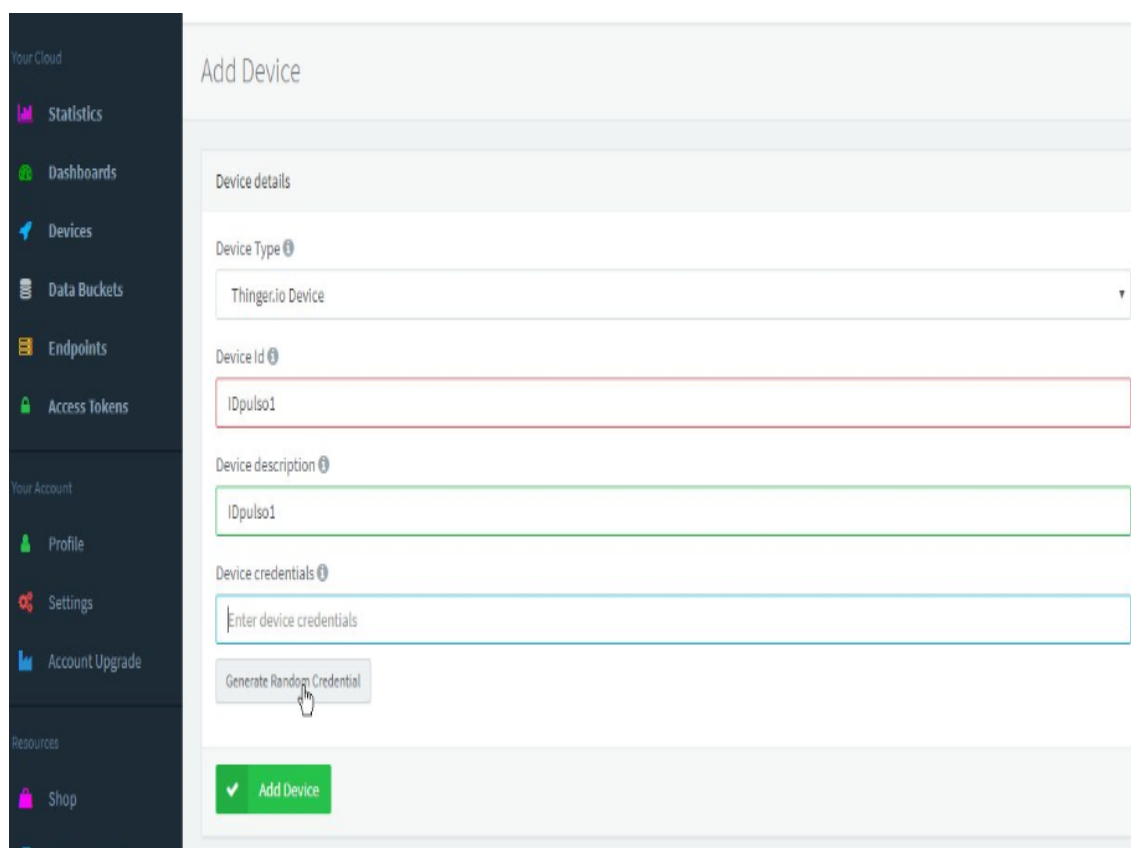 Your Cloud
Statistics
Dashboards
Devices
Data Buckets
Endpoints
Access Tokens
Your Account
Profile
Settings
Account Upgrade
Resources
Shop
Add Device
Device details
Device Type
Thinger.io Device
Device Id
IDpulso1
Device description
IDpulso1
Device credentials
Enter device credentials
Generate Random Credential
Add Device